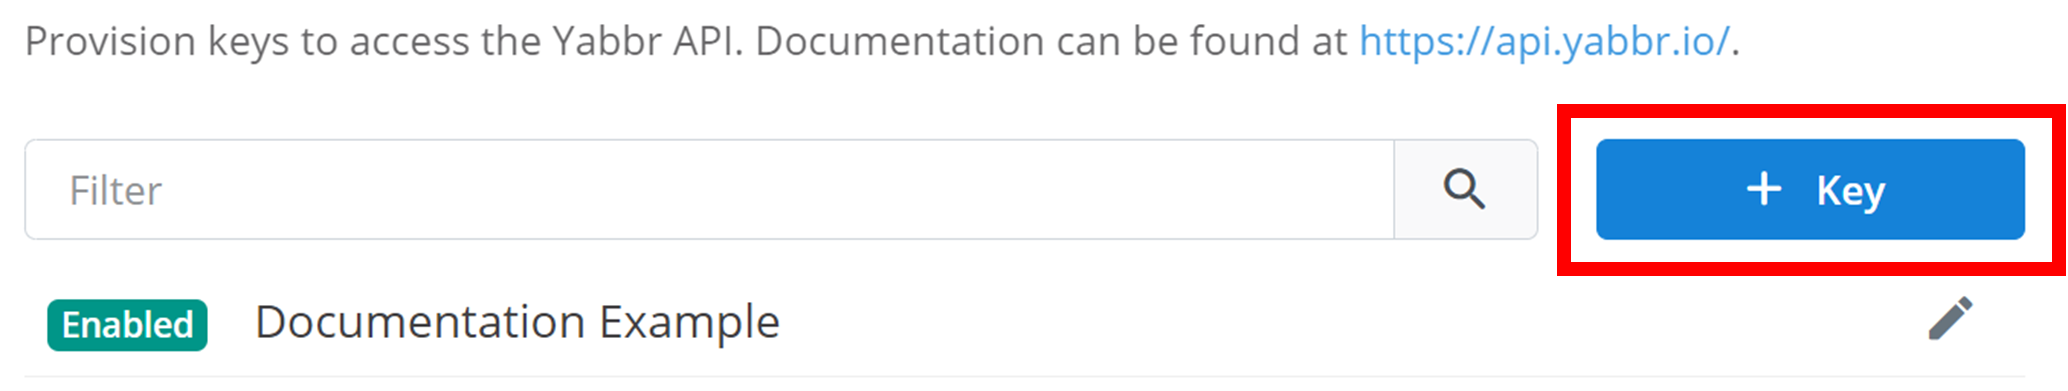 Provision keys to access the Yabbr API. Documentation can be found at https://api.yabbr.io/.
Filter
+ Key
Enabled Documentation Example